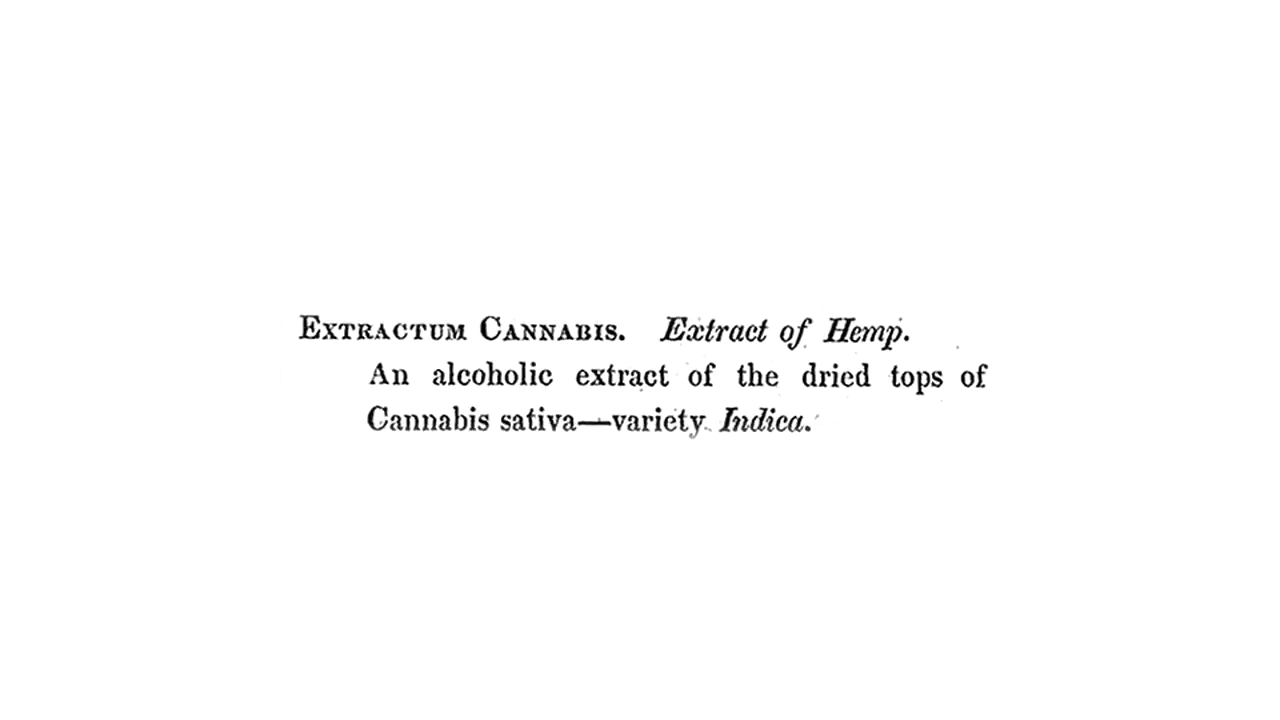 EXTRACTUM CANNABIS. Extract of Hemp.
An alcoholic extract of the dried tops of
Cannabis sativa—variety Indica.